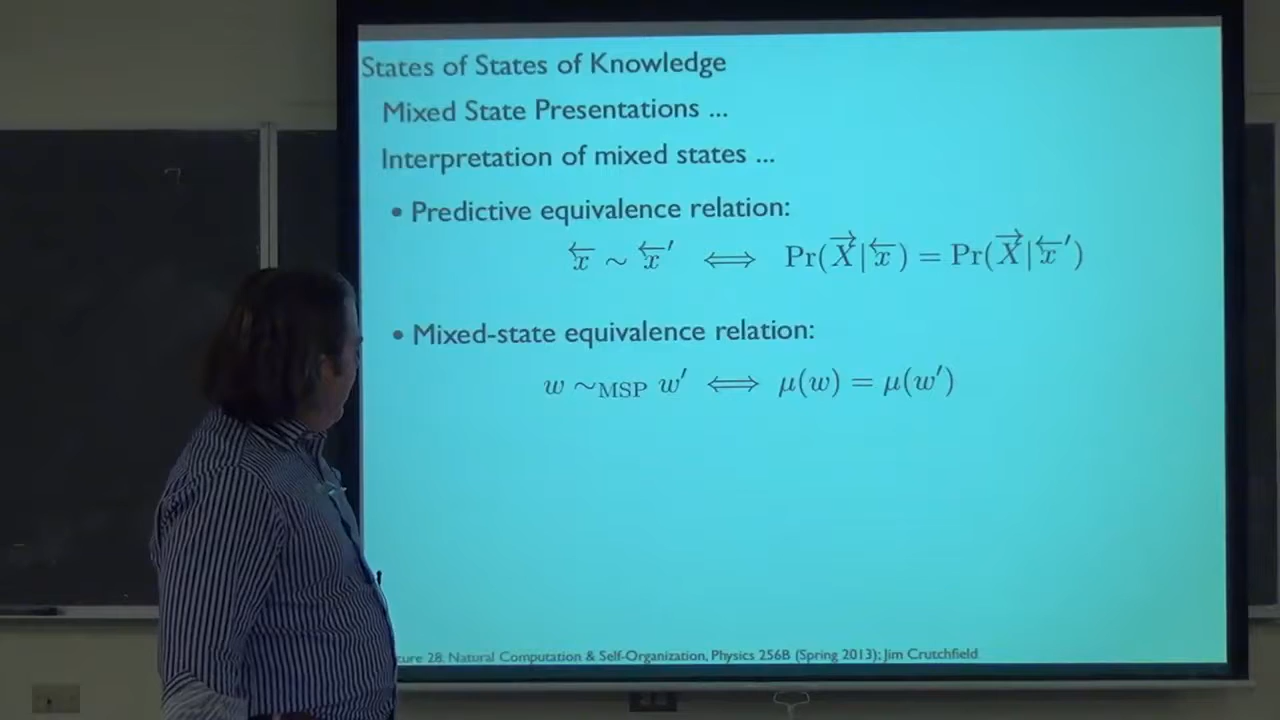 States of States of Knowledge
Mixed State Presentations ...
Interpretation of mixed states ...
• Predictive equivalence relation:
←x ∼ ←x′ ⟺ Pr(→X|←x) = Pr(→X|←x′)
• Mixed-state equivalence relation:
w ∼MSP w′ ⟺ μ(w) = μ(w′)
28. Natural Computation & Self-Organization, Physics 256B (Spring 2013); Jim Crutchfield